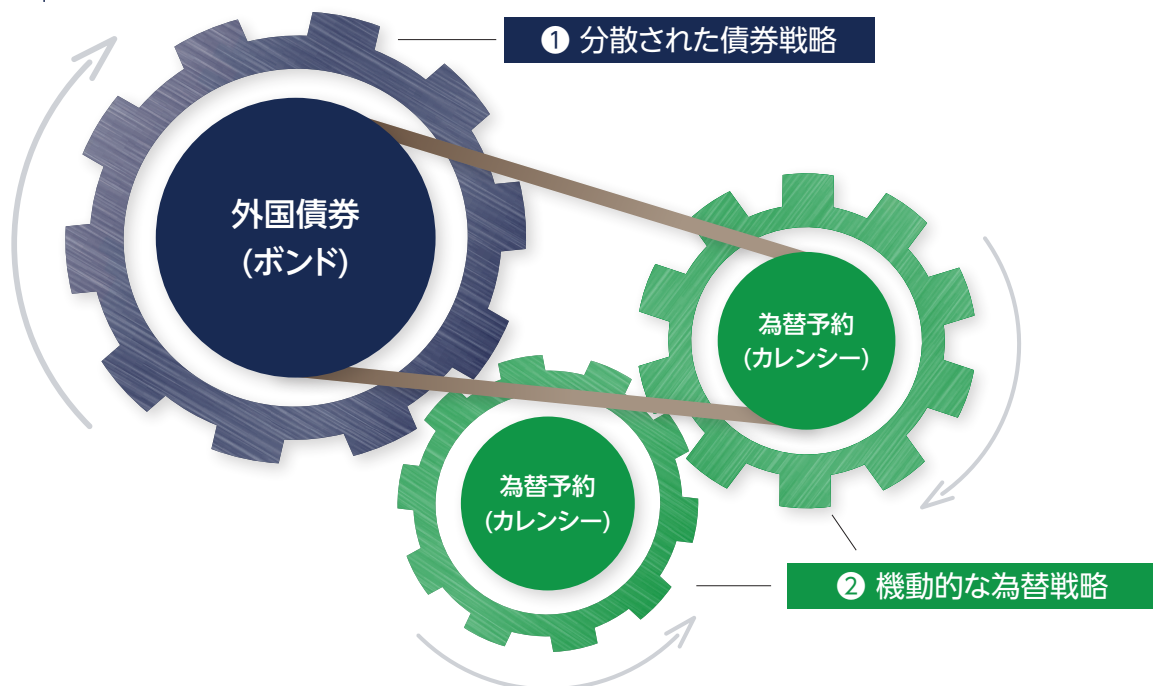 ❶ 分散された債券戦略
外国債券
(ボンド)
為替予約
(カレンシー)
為替予約
(カレンシー)
❷ 機動的な為替戦略